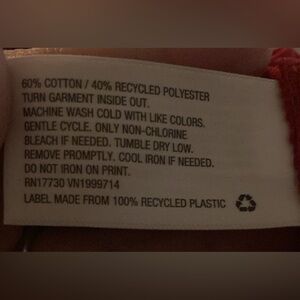 60% COTTON / 40% RECYCLED POLYESTER
TURN GARMENT INSIDE OUT.
MACHINE WASH COLD WITH LIKE COLORS.
GENTLE CYCLE. ONLY NON-CHLORINE
BLEACH IF NEEDED. TUMBLE DRY LOW.
REMOVE PROMPTLY. COOL IRON IF NEEDED.
DO NOT IRON ON PRINT.
RN17730 VN1999714
LABEL MADE FROM 100% RECYCLED PLASTIC